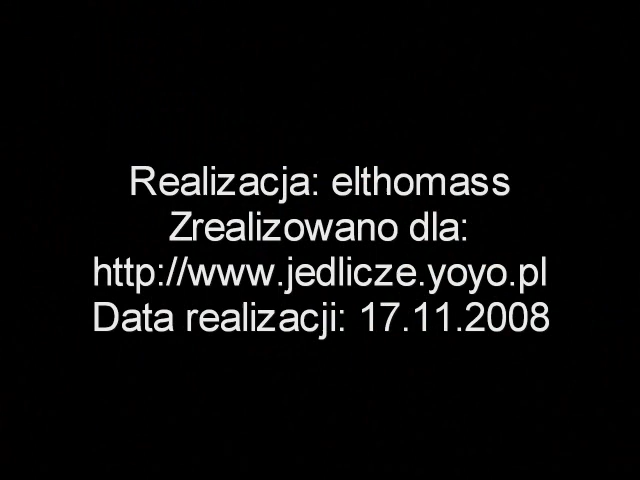 Realizacja: elthomass
Zrealizowano dla:
http://www.jedlicze.yoyo.pl
Data realizacji: 17.11.2008